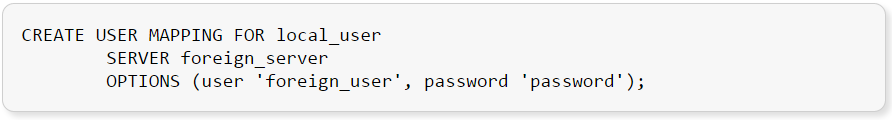 CREATE USER MAPPING FOR local_user
        SERVER foreign_server
        OPTIONS (user 'foreign_user', password 'password');